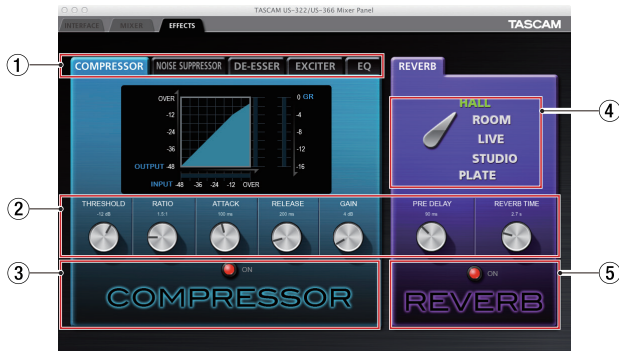 TASCAM US-322/US-366 Mixer Panel
INTERFACE MIXER EFFECTS TASCAM
1 COMPRESSOR NOISE SUPPRESSOR DE-ESSER EXCITER EQ REVERB
OVER 0 GR
-12 -4
-24 -8
-36 -12
OUTPUT -48 -16
INPUT -48 -36 -24 -12 OVER
HALL 4
ROOM
LIVE
STUDIO
PLATE
2 THRESHOLD RATIO ATTACK RELEASE GAIN PRE DELAY REVERB TIME
-12 dB 1.5:1 100 ms 200 ms 4 dB 90 ms 2.7 s
3 ON ON 5
COMPRESSOR REVERB